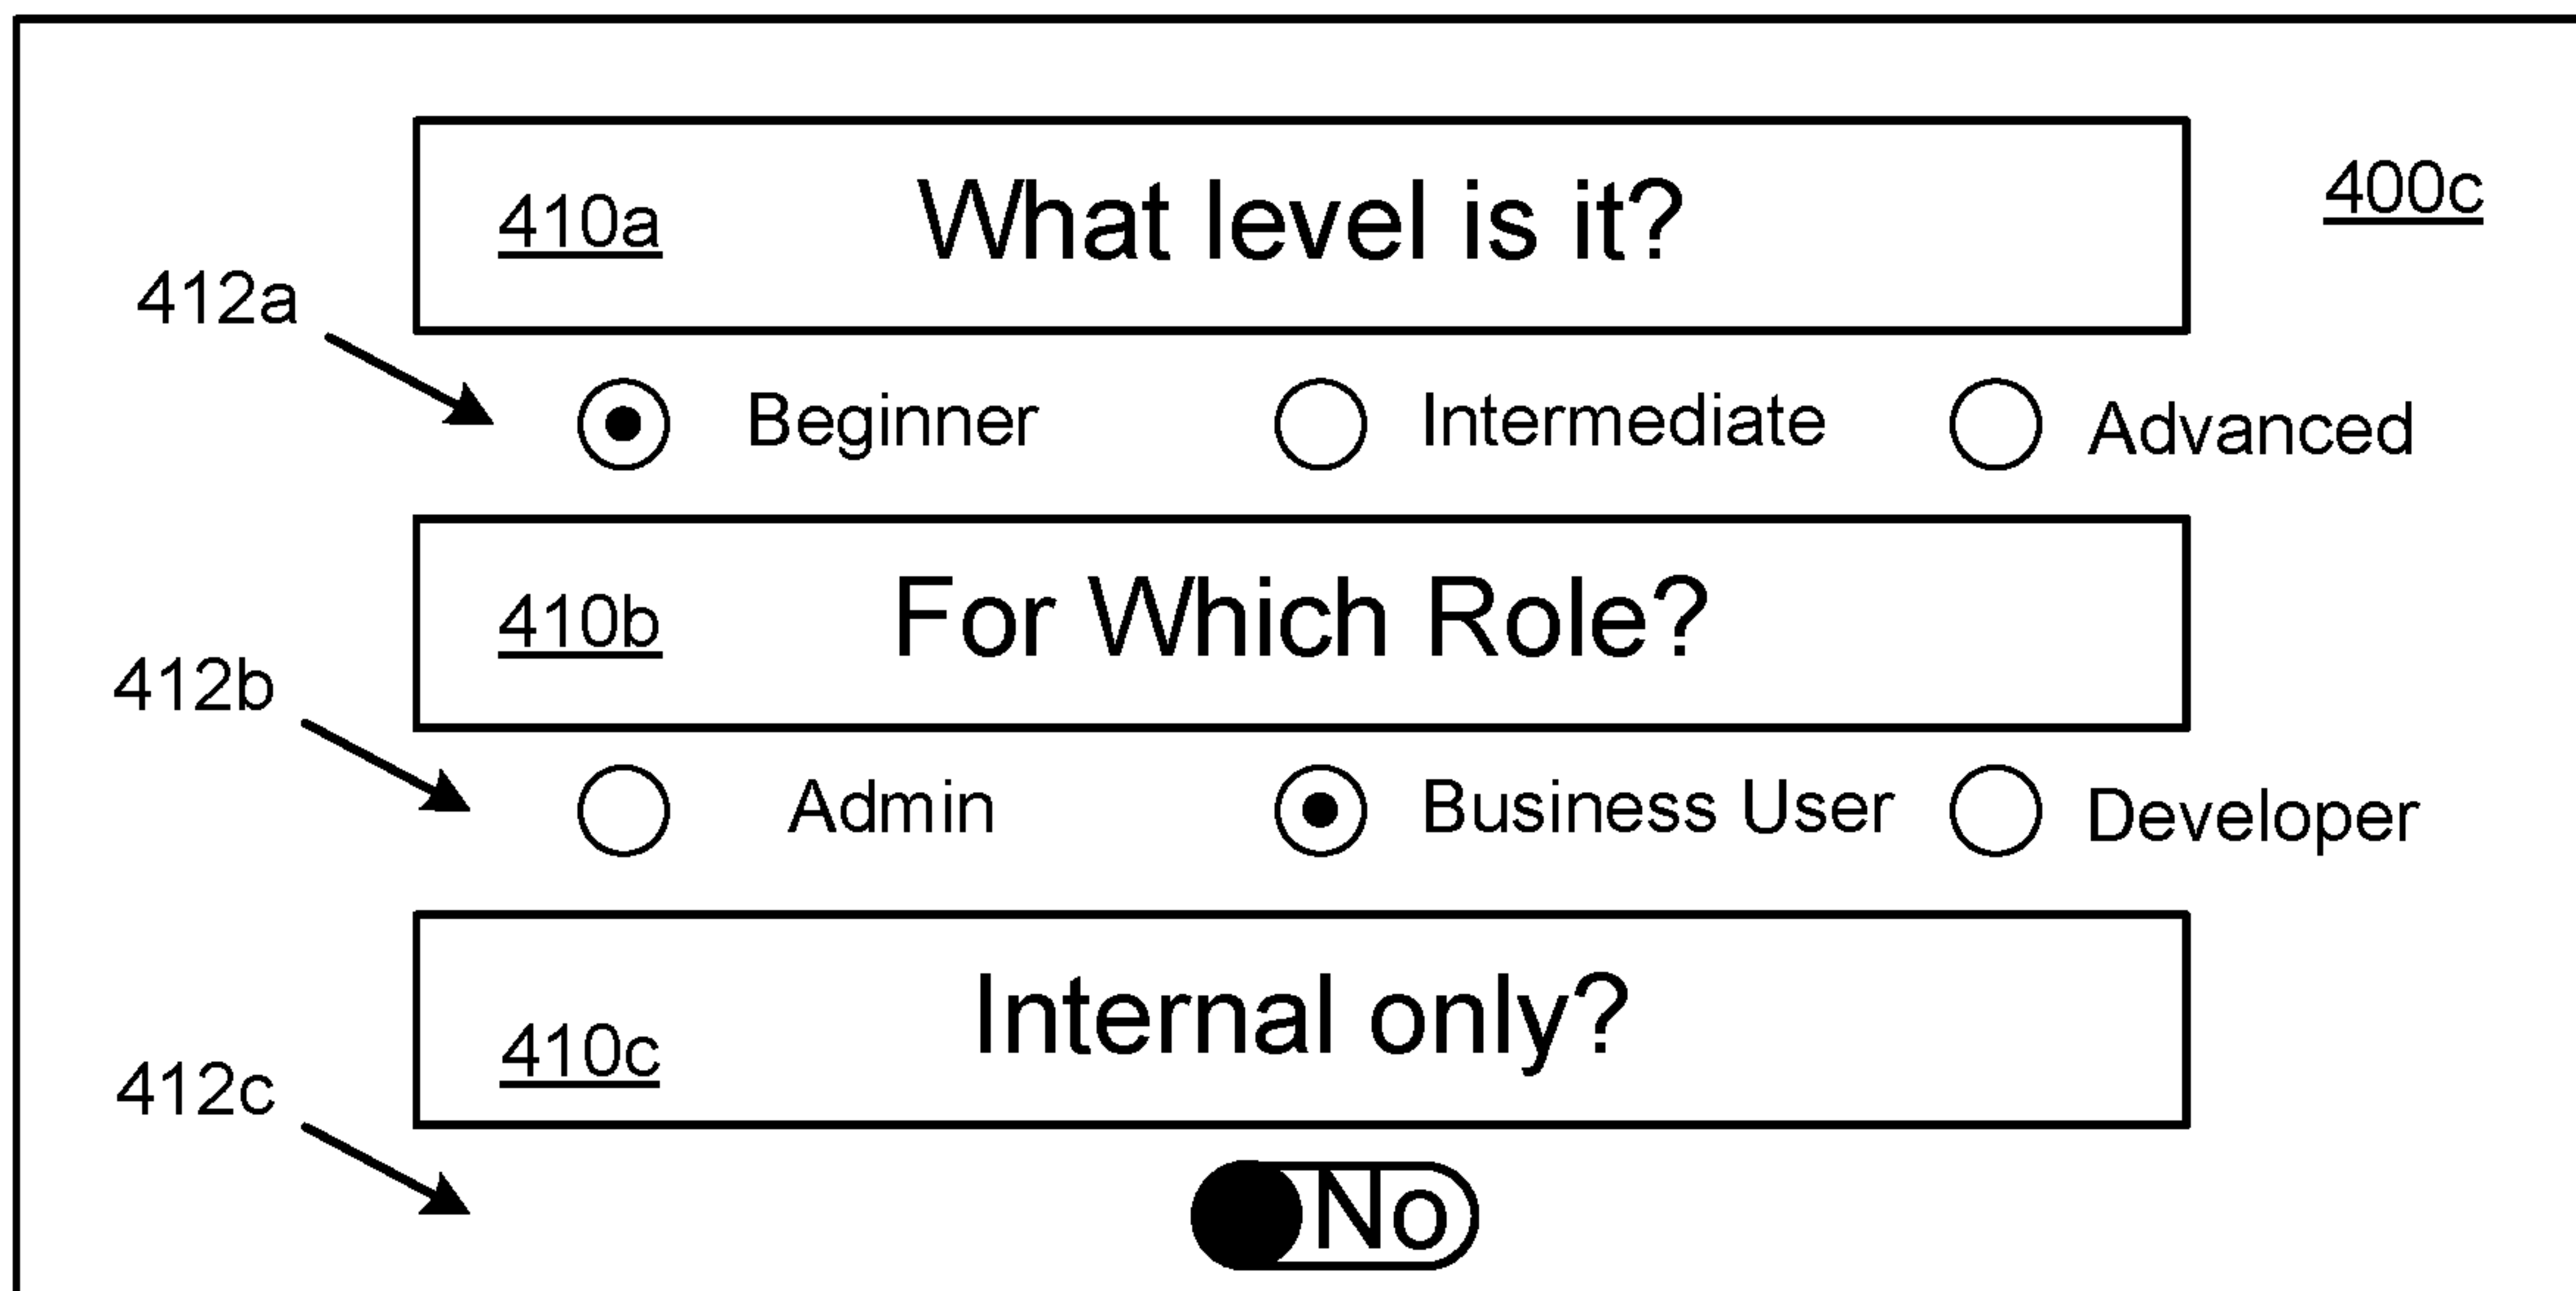 410a What level is it? 400c
412a
Beginner Intermediate Advanced
410b For Which Role?
412b
Admin Business User Developer
410c Internal only?
412c
No